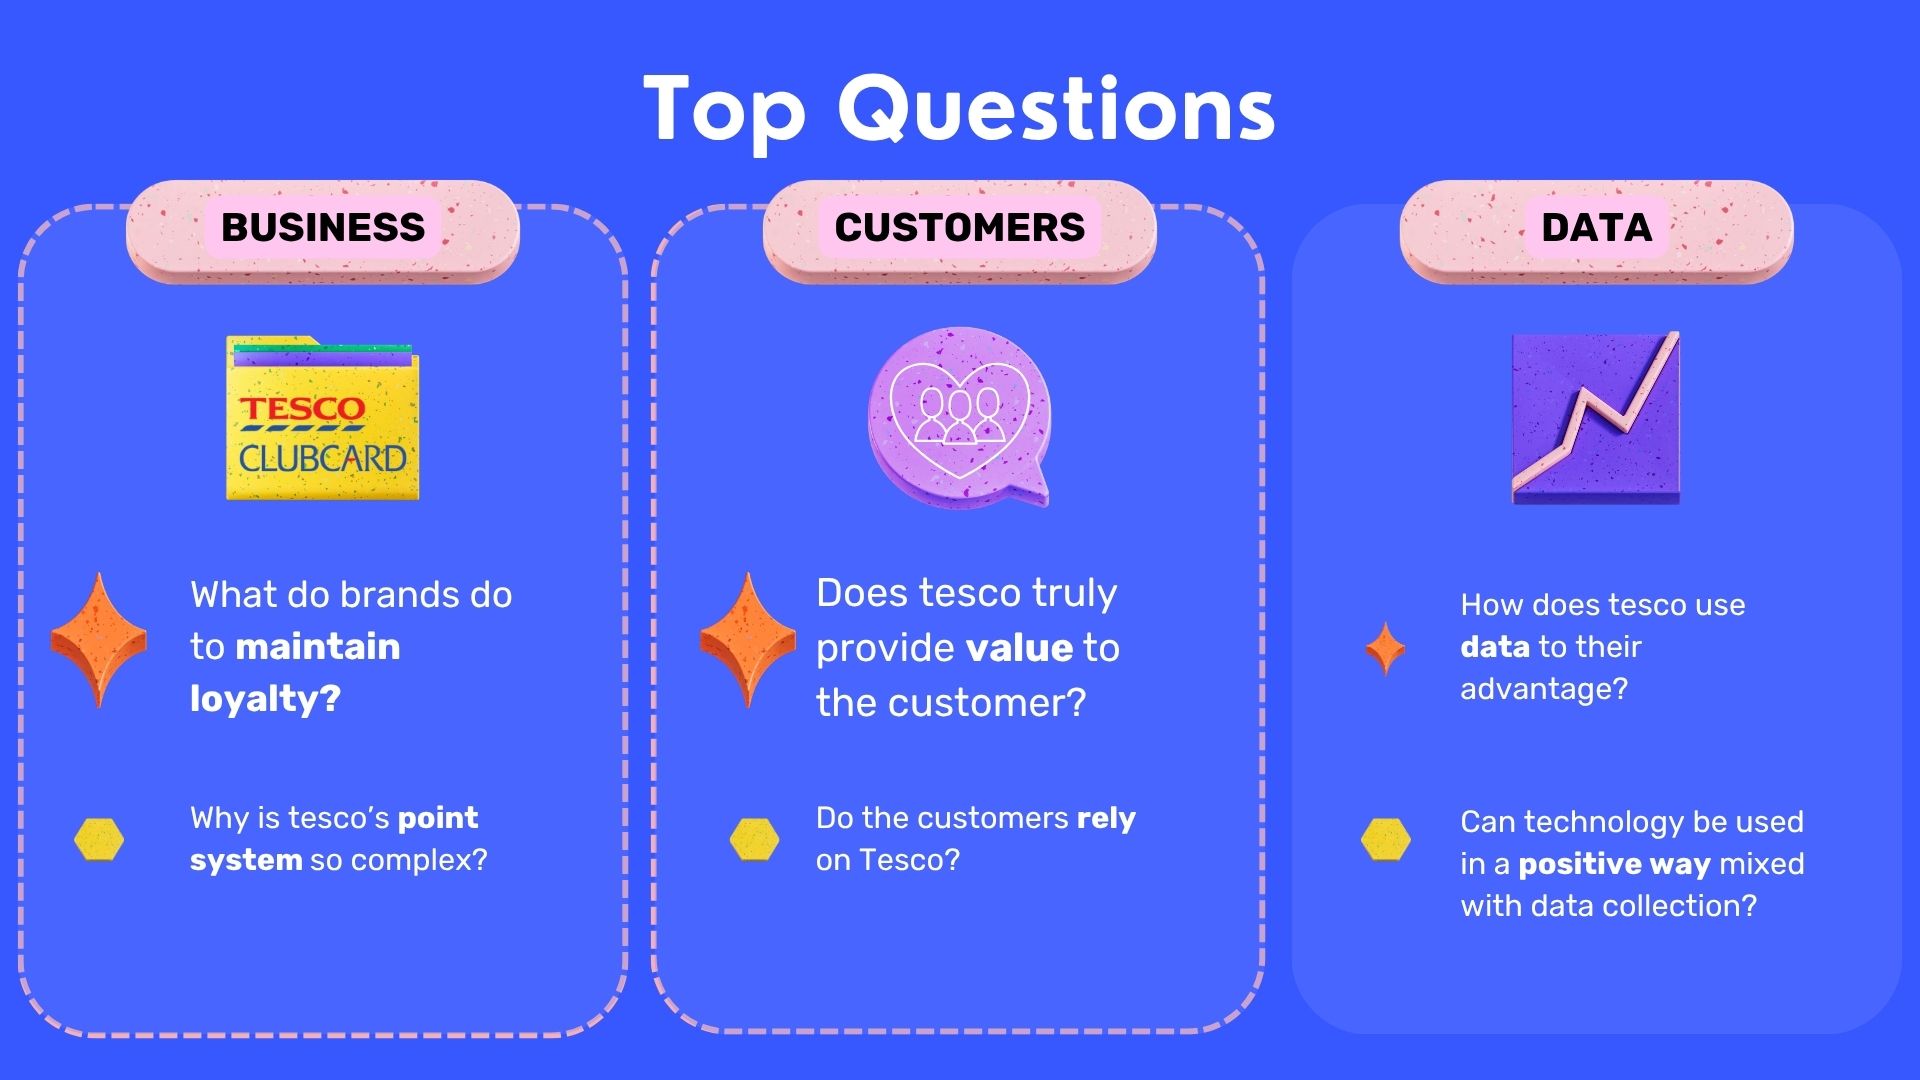 Top Questions
BUSINESS
TESCO
CLUBCARD
What do brands do
to maintain
loyalty?
Why is tesco’s point
system so complex?
CUSTOMERS
Does tesco truly
provide value to
the customer?
Do the customers rely
on Tesco?
DATA
How does tesco use
data to their
advantage?
Can technology be used
in a positive way mixed
with data collection?